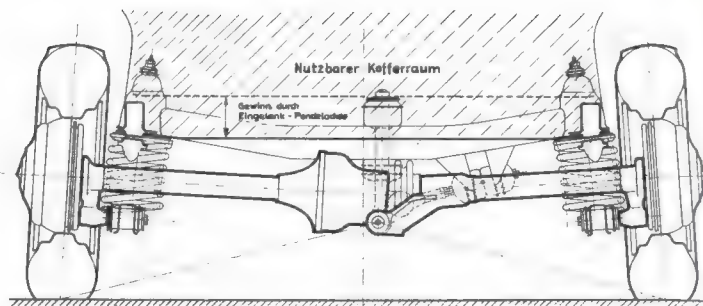 Nutzbarer Kofferraum
Gewinn durch
Eingelenk - Pendelachse